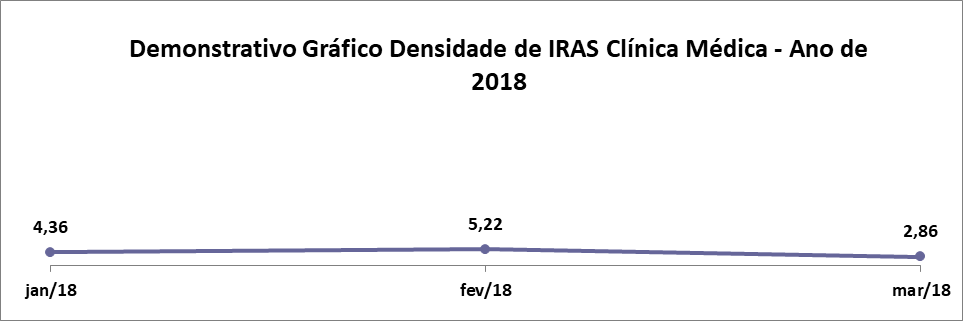 Demonstrativo Gráfico Densidade de IRAS Clínica Médica - Ano de
2018
4,36
5,22
2,86
jan/18
fev/18
mar/18